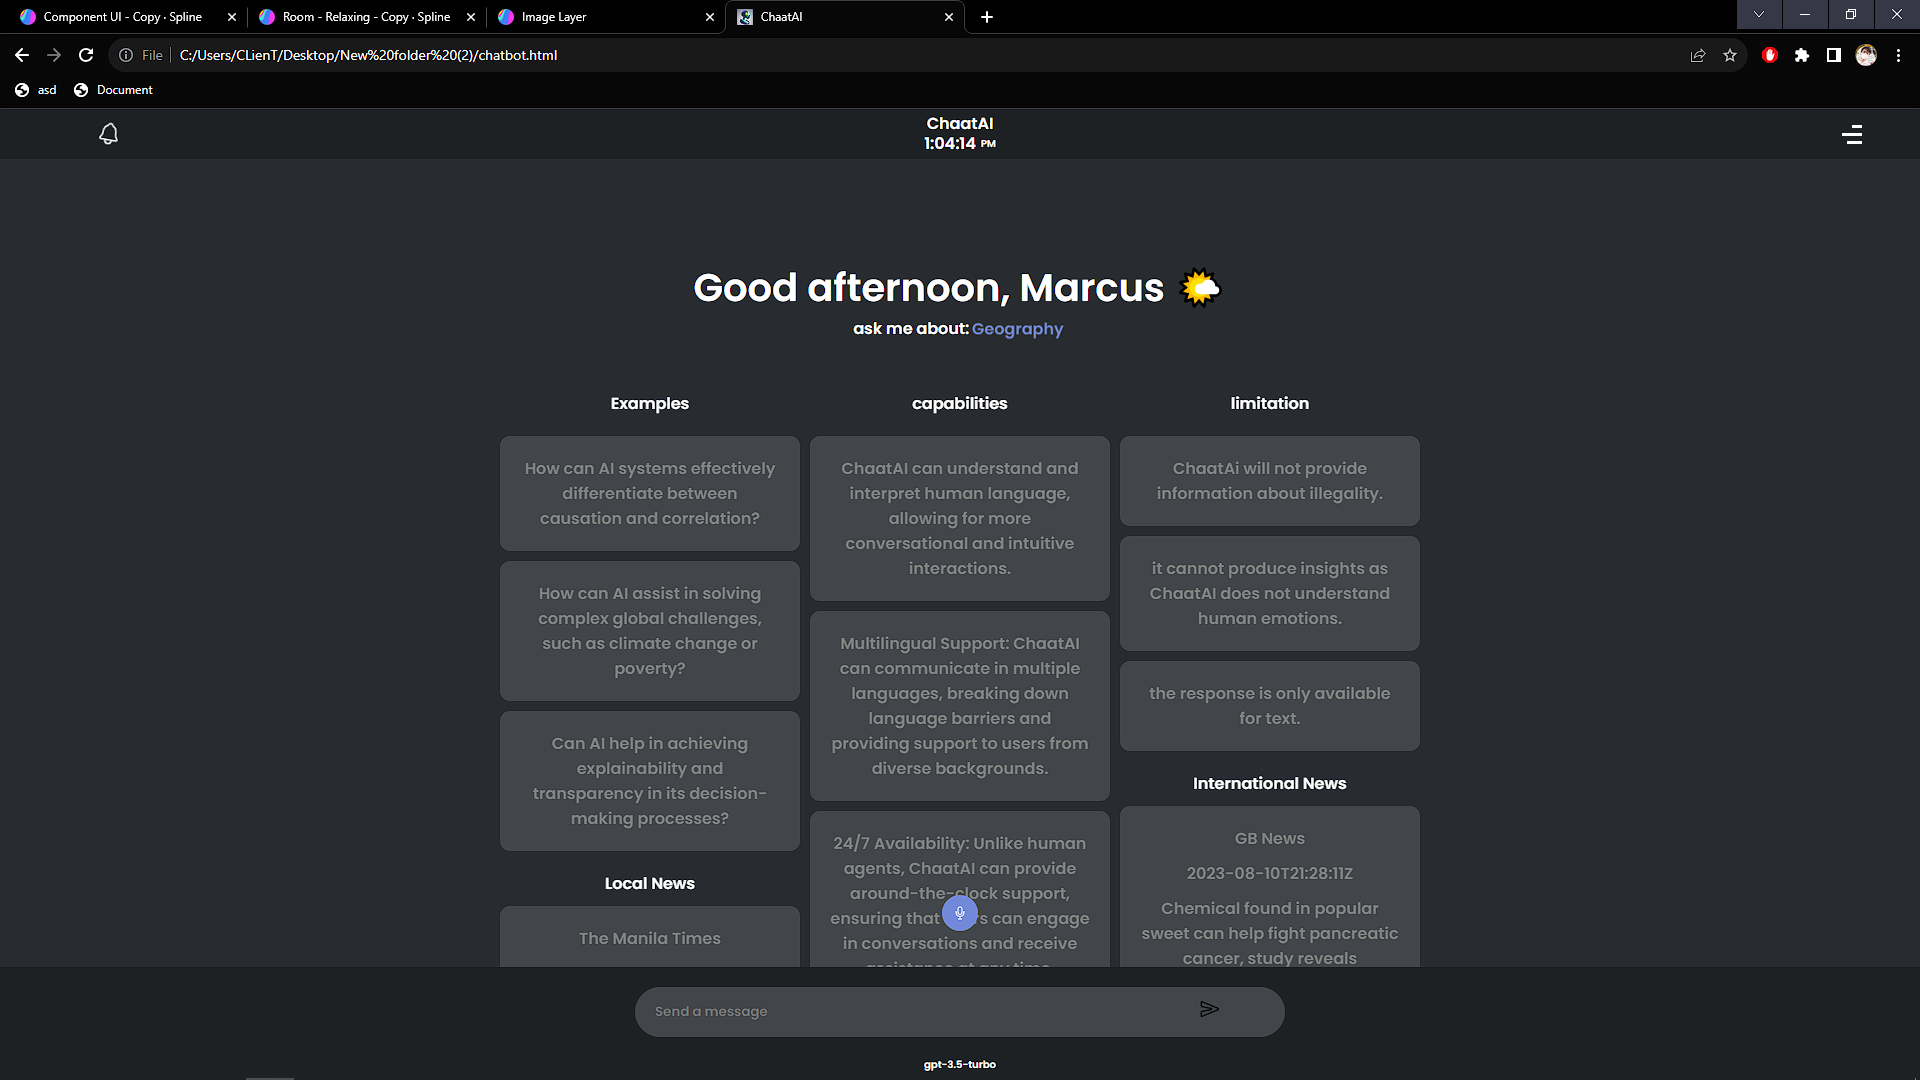 Component UI - Copy · Spline
Room - Relaxing - Copy · Spline
Image Layer
ChaatAI
File
C:/Users/CLienT/Desktop/New%20folder%20(2)/chatbot.html
asd
Document
ChaatAI
1:04:14 PM
Good afternoon, Marcus
ask me about: Geography
Examples
How can AI systems effectively
differentiate between
causation and correlation?
How can AI assist in solving
complex global challenges,
such as climate change or
poverty?
Can AI help in achieving
explainability and
transparency in its decision-
making processes?
Local News
The Manila Times
capabilities
ChaatAI can understand and
interpret human language,
allowing for more
conversational and intuitive
interactions.
Multilingual Support: ChaatAI
can communicate in multiple
languages, breaking down
language barriers and
providing support to users from
diverse backgrounds.
24/7 Availability: Unlike human
agents, ChaatAI can provide
around-the-clock support,
ensuring that can engage
in conversations and receive
assistance at any time
limitation
ChaatAi will not provide
information about illegality.
it cannot produce insights as
ChaatAI does not understand
human emotions.
the response is only available
for text.
International News
GB News
2023-08-10T21:28:11Z
Chemical found in popular
sweet can help fight pancreatic
cancer, study reveals
Send a message
gpt-3.5-turbo